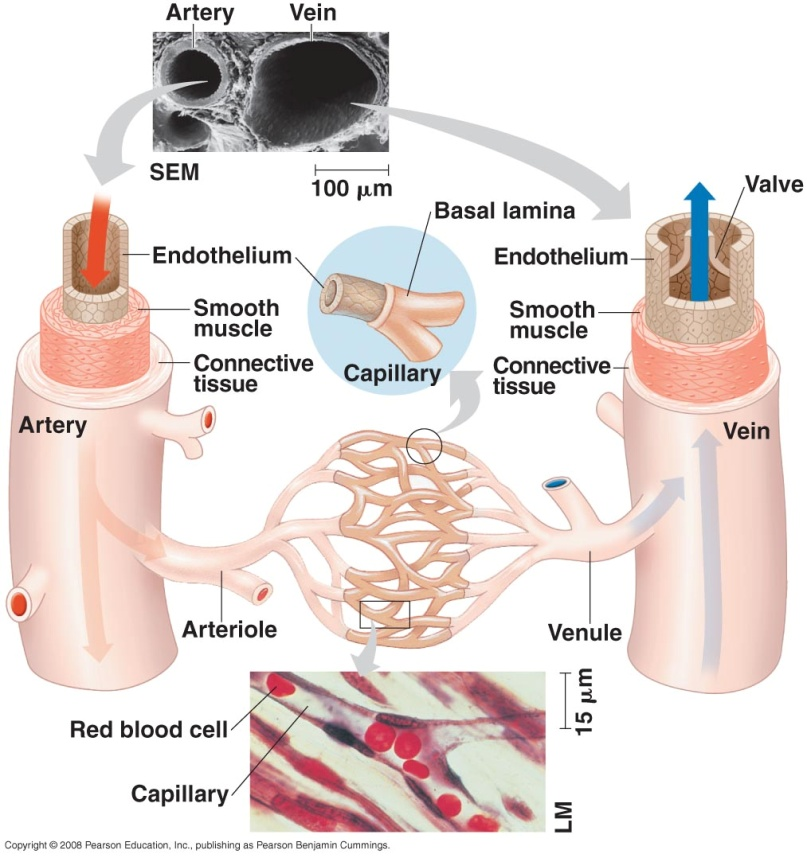 Artery
Vein
SEM
100 µm
Valve
Basal lamina
Endothelium
Endothelium
Smooth
muscle
Smooth
muscle
Connective
tissue
Capillary
Connective
tissue
Artery
Vein
Arteriole
Venule
Red blood cell
Capillary
15 µm
LM
Copyright © 2008 Pearson Education, Inc., publishing as Pearson Benjamin Cummings.